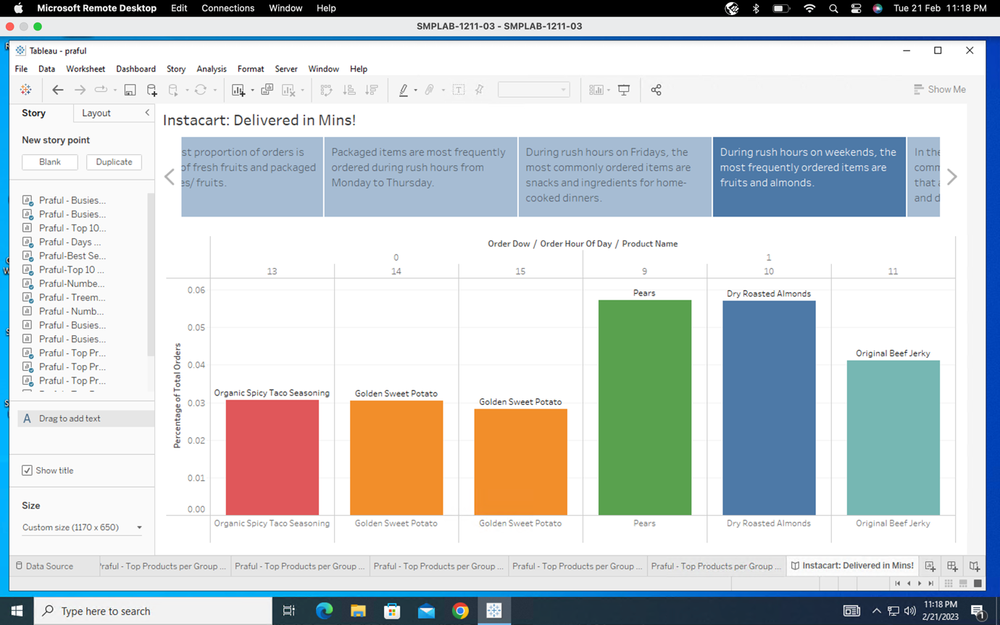 Microsoft Remote Desktop Edit Connections Window Help Tue 21 Feb 11:18 PM
SMPLAB-1211-03 - SMPLAB-1211-03
Tableau - praful
File Data Worksheet Dashboard Story Analysis Format Server Window Help
Show Me
Story Layout
New story point
Blank Duplicate
Praful - Busies...
Praful - Busies...
Praful - Top 10...
Praful - Days ...
Praful-Best Se...
Praful-Top 10 ...
Praful-Numbe...
Praful - Treem...
Praful - Numb...
Praful - Busies...
Praful - Busies...
Praful - Top Pr...
Praful - Top Pr...
Praful - Top Pr...
A Drag to add text
Show title
Size
Custom size (1170 x 650)
Instacart: Delivered in Mins!
st proportion of orders is
of fresh fruits and packaged
es/ fruits.
Packaged items are most frequently
ordered during rush hours from
Monday to Thursday.
During rush hours on Fridays, the
most commonly ordered items are
snacks and ingredients for home-
cooked dinners.
During rush hours on weekends, the
most frequently ordered items are
fruits and almonds.
In the
comm
that a
and d
Order Dow / Order Hour Of Day / Product Name
0 1
13 14 15 9 10 11
Percentage of Total Orders
0.06
0.05
0.04
0.03
0.02
0.01
0.00
Organic Spicy Taco Seasoning
Golden Sweet Potato
Golden Sweet Potato
Pears
Dry Roasted Almonds
Original Beef Jerky
Organic Spicy Taco Seasoning Golden Sweet Potato Golden Sweet Potato Pears Dry Roasted Almonds Original Beef Jerky
Data Source Praful - Top Products per Group ... Praful - Top Products per Group ... Praful - Top Products per Group ... Praful - Top Products per Group ... Praful - Top Products per Group ... Instacart: Delivered in Mins!
Type here to search
11:18 PM
2/21/2023
1